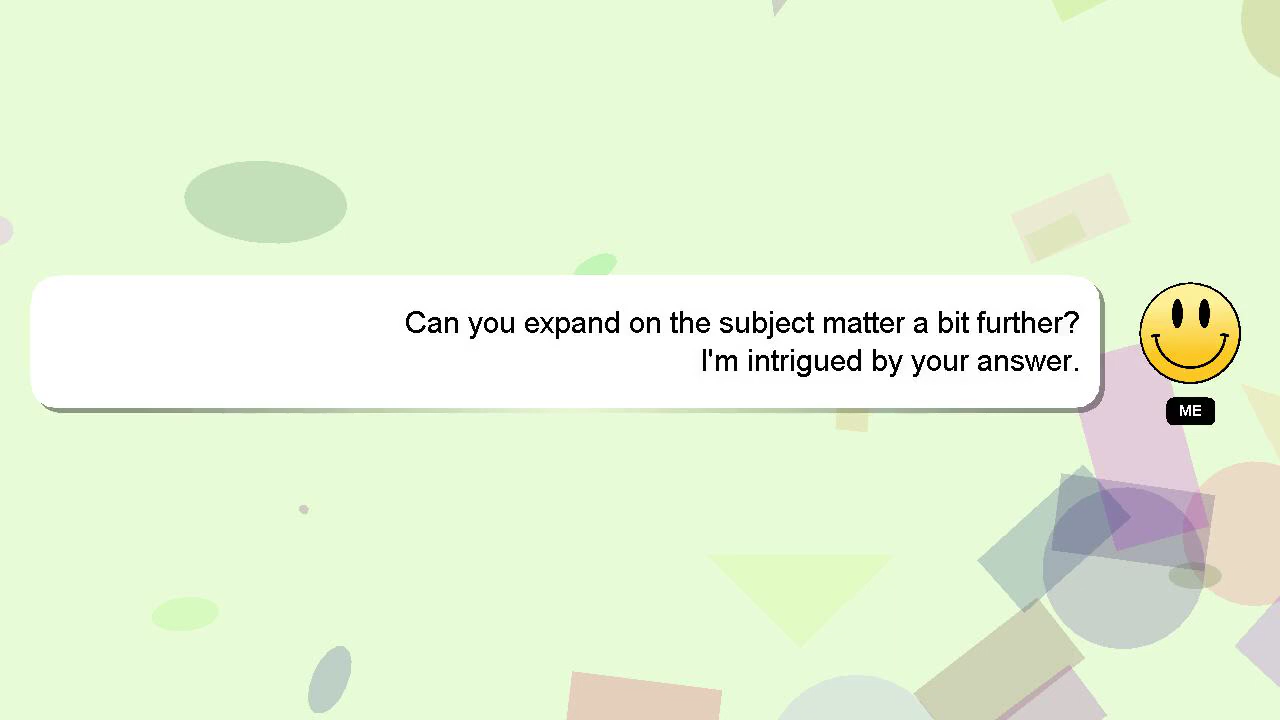 Can you expand on the subject matter a bit further?
I'm intrigued by your answer.
ME